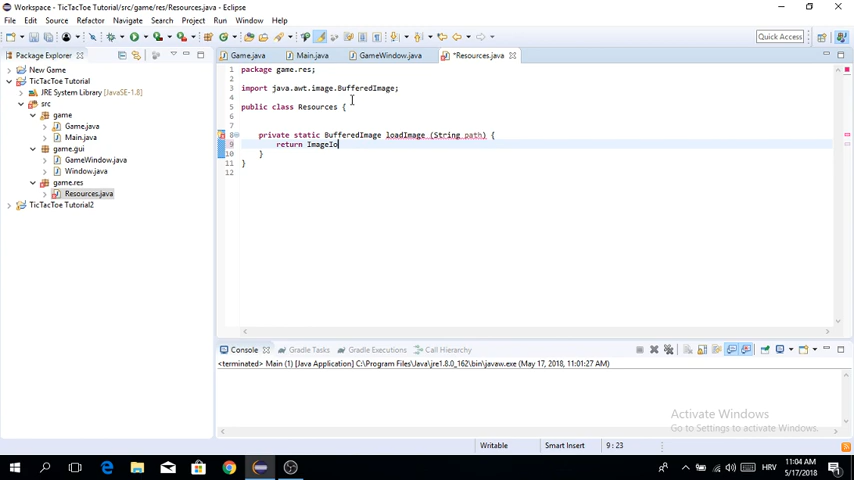 Workspace - TicTacToe Tutorial/src/game/res/Resources.java - Eclipse
File Edit Source Refactor Navigate Search Project Run Window Help
Quick Access
Package Explorer
New Game
TicTacToe Tutorial
JRE System Library [JavaSE-1.8]
src
game
Game.java
Main.java
game.gui
GameWindow.java
Window.java
game.res
Resources.java
TicTacToe Tutorial2
Game.java Main.java GameWindow.java *Resources.java
1 package game.res;
2
3 import java.awt.image.BufferedImage;
4
5 public class Resources {
6
7
8 private static BufferedImage loadImage (String path) {
9 return ImageIo
10 }
11 }
12
Console Gradle Tasks Gradle Executions Call Hierarchy
<terminated> Main (1) [Java Application] C:\Program Files\Java\jre1.8.0_162\bin\javaw.exe (May 17, 2018, 11:01:27 AM)
Activate Windows
Go to Settings to activate Windows.
Writable Smart Insert 9 : 23
HRV
11:04 AM
5/17/2018